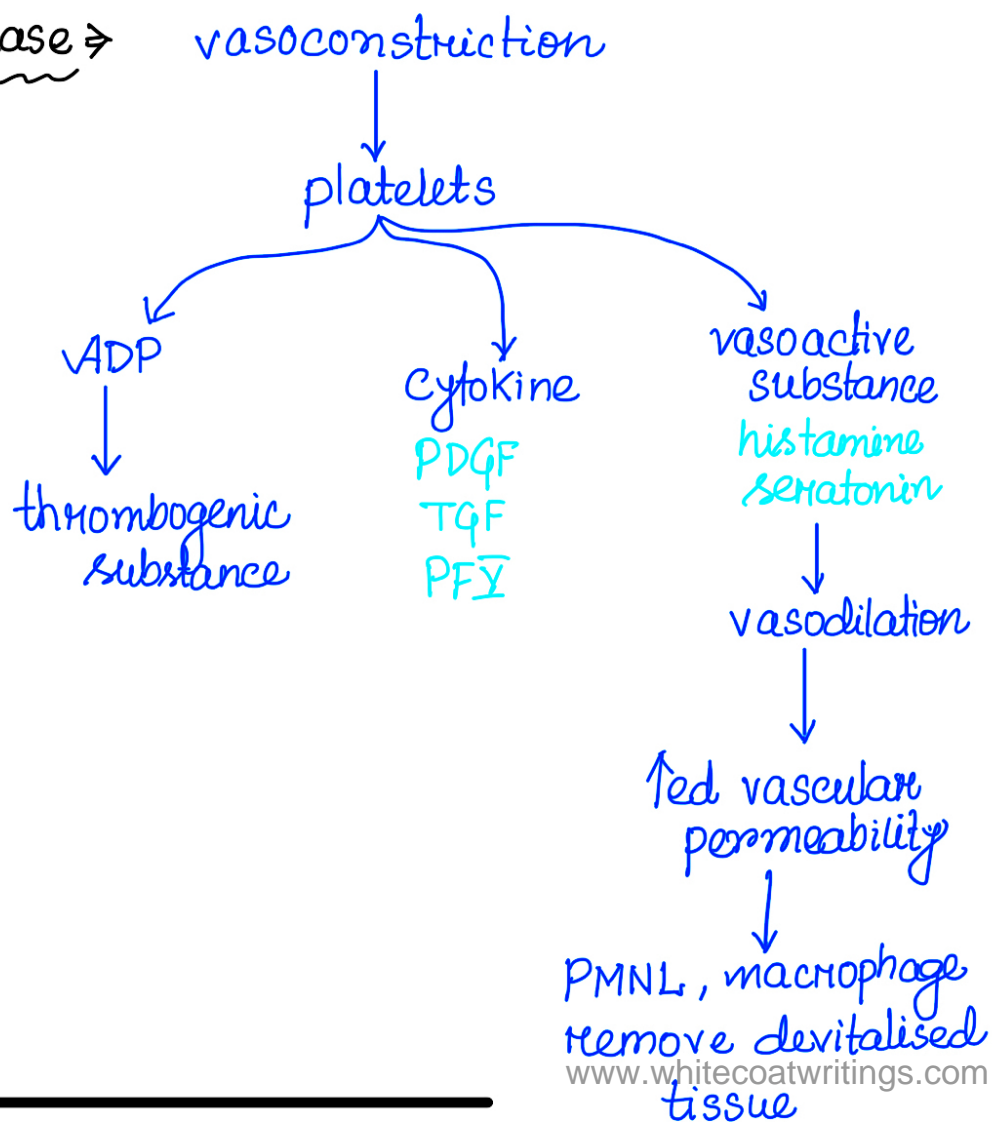 ase ⇒ vasoconstriction
platelets
ADP
thrombogenic
substance
Cytokine
PDGF
TGF
PF
vasoactive
substance
histamine
seratonin
vasodilation
↑ed vascular
permeability
PMNL, macrophage
remove devitalised
tissue
www.whitecoatwritings.com